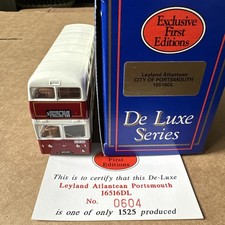 Exclusive
First
Editions
Leyland Atlantean
CITY OF PORTSMOUTH
16516DL
De Luxe
Series
First
Editions
This is to certify that this De-Luxe
Leyland Atlantean Portsmouth
16516DL
No. 0604
is one of only 1525 produced